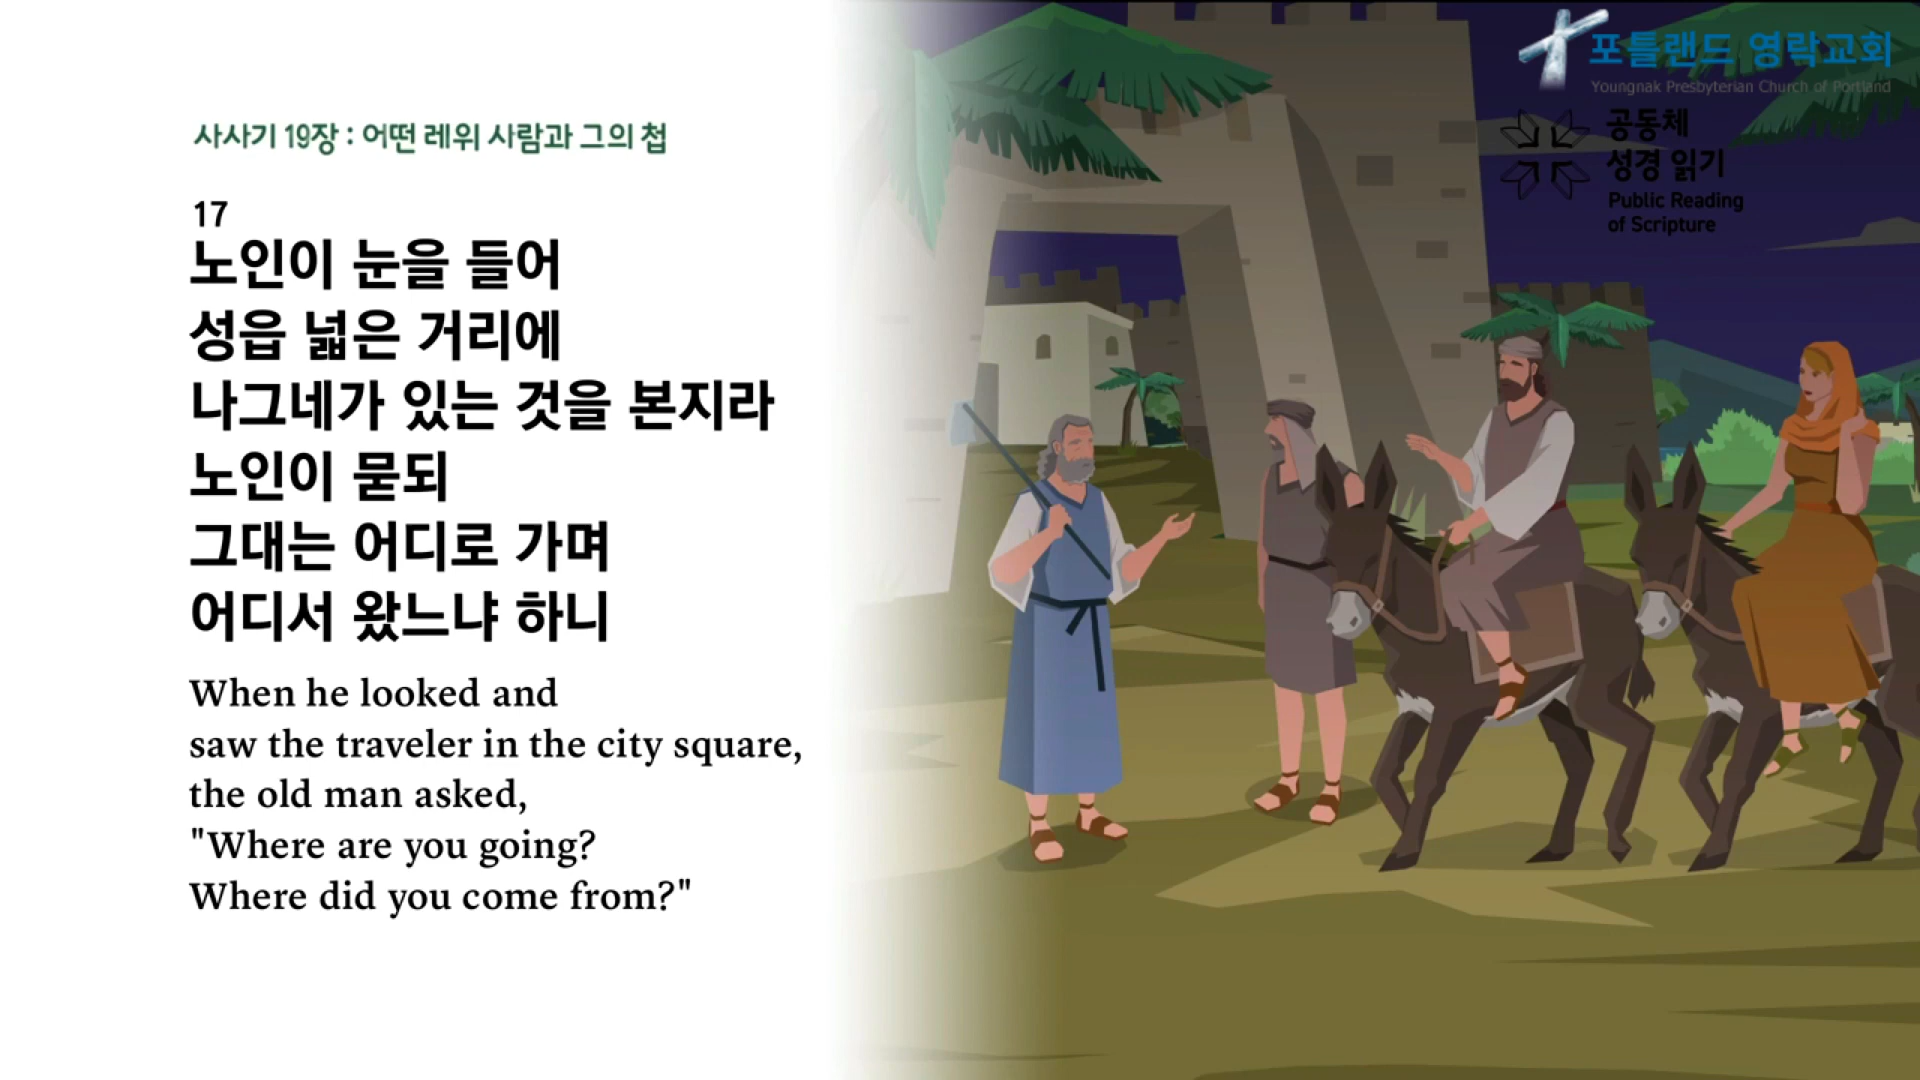 사사기 19장 : 어떤 레위 사람과 그의 첩
17
노인이 눈을 들어
성읍 넓은 거리에
나그네가 있는 것을 본지라
노인이 묻되
그대는 어디로 가며
어디서 왔느냐 하니
When he looked and
saw the traveler in the city square,
the old man asked,
"Where are you going?
Where did you come from?"
포틀랜드 영락교회
Youngnak Presbyterian Church of Portland
공동체
성경 읽기
Public Reading
of Scripture